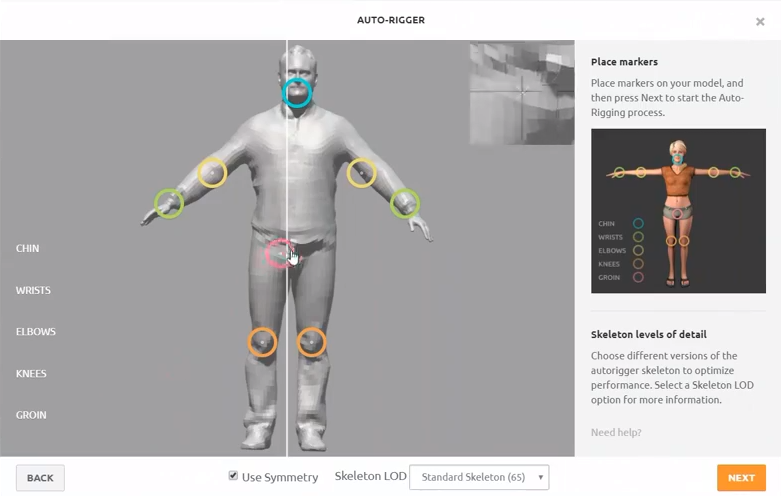 AUTO-RIGGER
×
CHIN
WRISTS
ELBOWS
KNEES
GROIN
Place markers
Place markers on your model, and
then press Next to start the Auto-
Rigging process.
CHIN
WRISTS
ELBOWS
KNEES
GROIN
Skeleton levels of detail
Choose different versions of the
autorigger skeleton to optimize
performance. Select a Skeleton LOD
option for more information.
Need help?
BACK
Use Symmetry
Skeleton LOD
Standard Skeleton (65)
NEXT